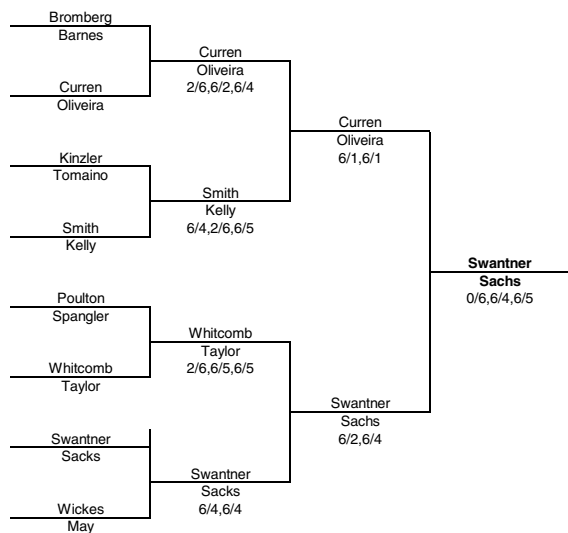 Bromberg
Barnes
Curren
Oliveira
2/6,6/2,6/4
Curren
Oliveira
Curren
Oliveira
6/1,6/1
Kinzler
Tomaino
Smith
Kelly
6/4,2/6,6/5
Smith
Kelly
Swantner
Sachs
0/6,6/4,6/5
Poulton
Spangler
Whitcomb
Taylor
2/6,6/5,6/5
Whitcomb
Taylor
Swantner
Sachs
6/2,6/4
Swantner
Sacks
Swantner
Sacks
6/4,6/4
Wickes
May